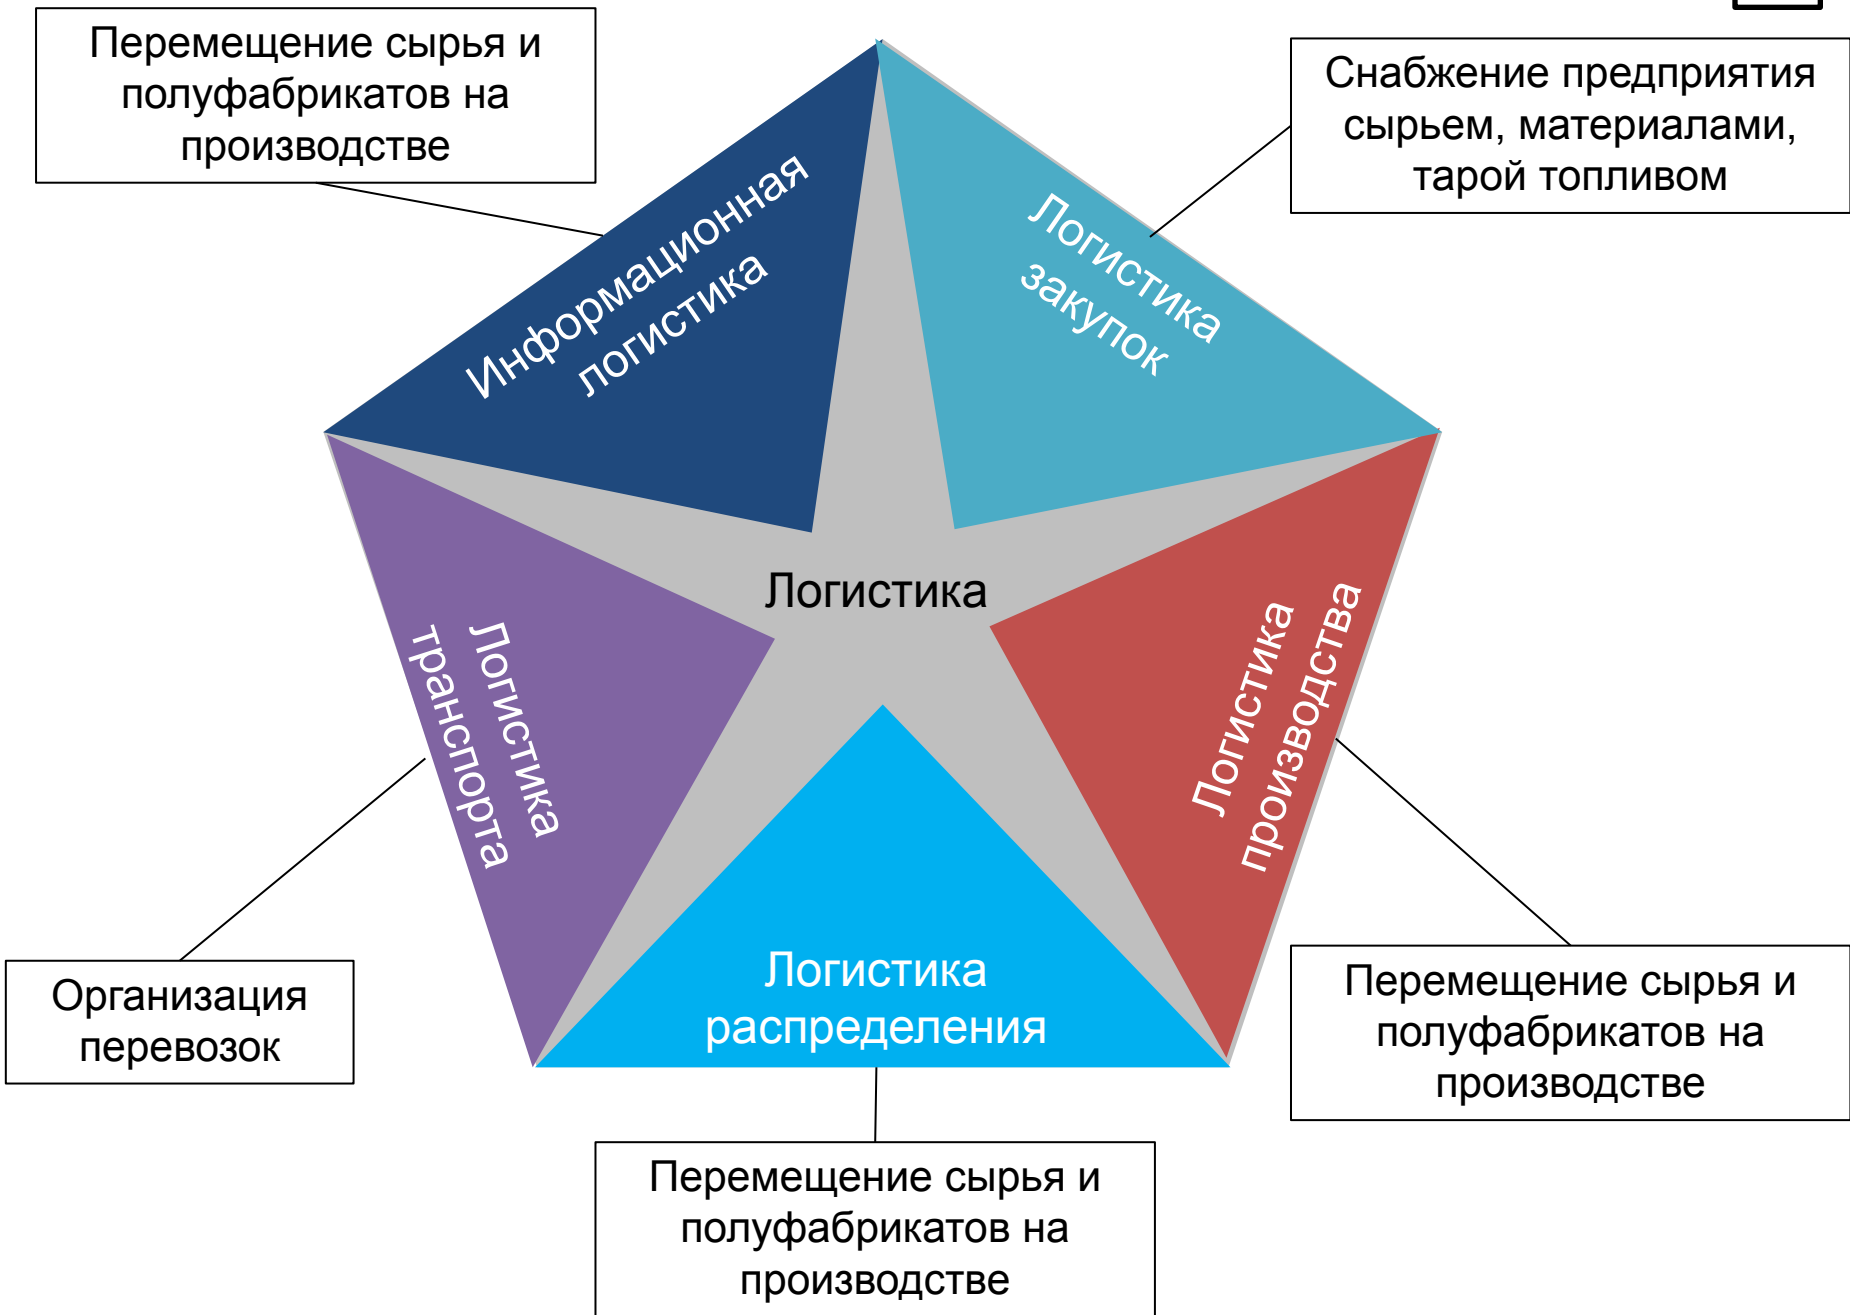 Перемещение сырья и
полуфабрикатов на
производстве
Снабжение предприятия
сырьем, материалами,
тарой топливом
Информационная
логистика
Логистика
закупок
Логистика
Логистика
транспорта
Логистика
производства
Логистика
распределения
Организация
перевозок
Перемещение сырья и
полуфабрикатов на
производстве
Перемещение сырья и
полуфабрикатов на
производстве